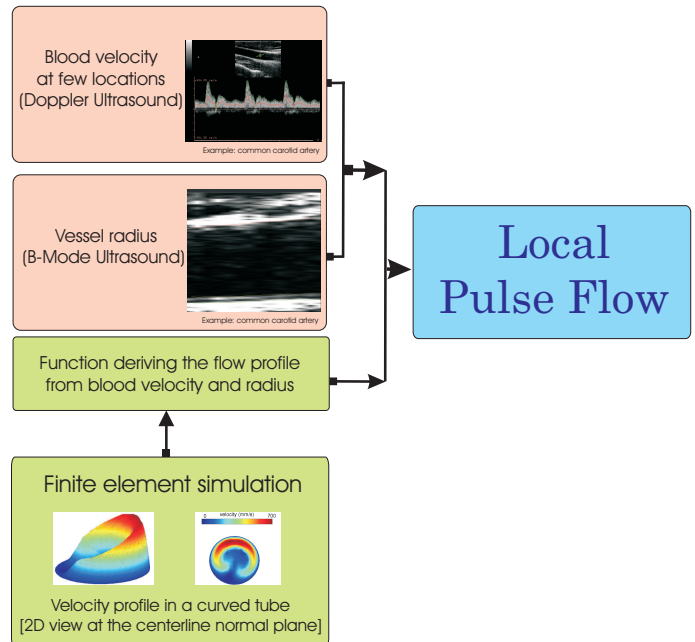 Blood velocity
at few locations
(Doppler Ultrasound)
Example: common carotid artery
Vessel radius
(B-Mode Ultrasound)
Example: common carotid artery
Local
Pulse Flow
Function deriving the flow profile
from blood velocity and radius
Finite element simulation
0 velocity (mm/s) 700
Velocity profile in a curved tube
[2D view at the centerline normal plane]